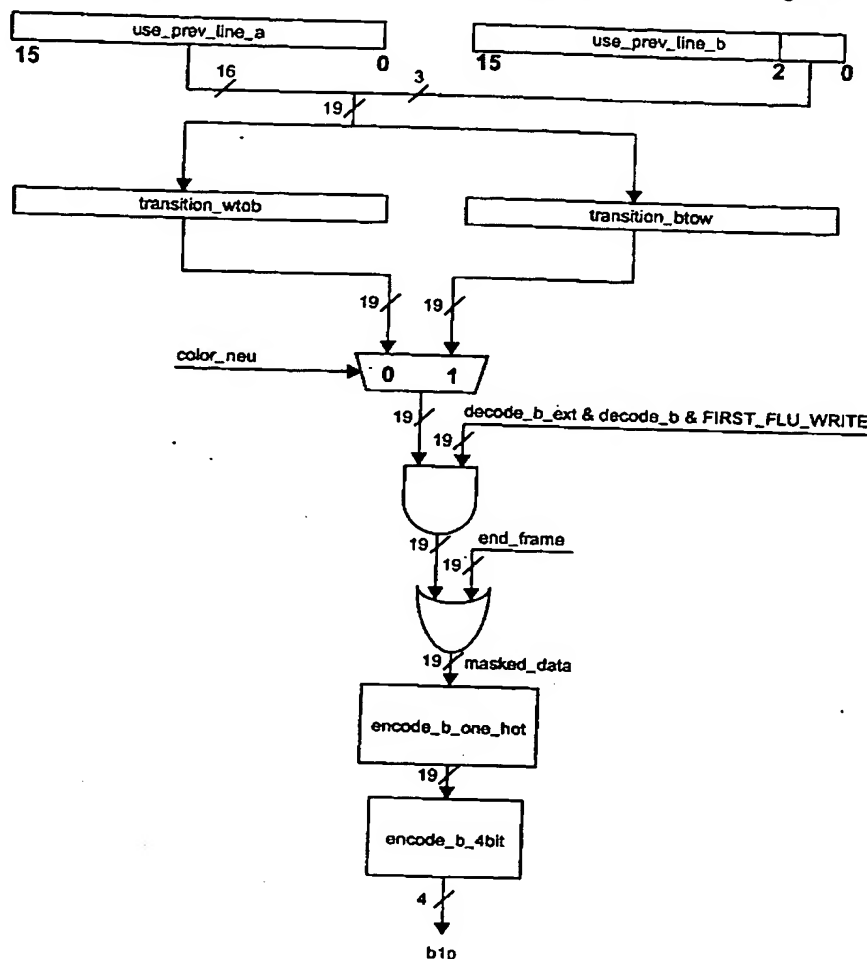 use_prev_line_a
use_prev_line_b
15
0
15
2
0
16
3
19
transition_wtob
transition_btow
19
19
color_neu
0
1
19
decode_b_ext & decode_b & FIRST_FLU_WRITE
19
19
end_frame
19
19
masked_data
encode_b_one_hot
19
encode_b_4bit
4
b1p